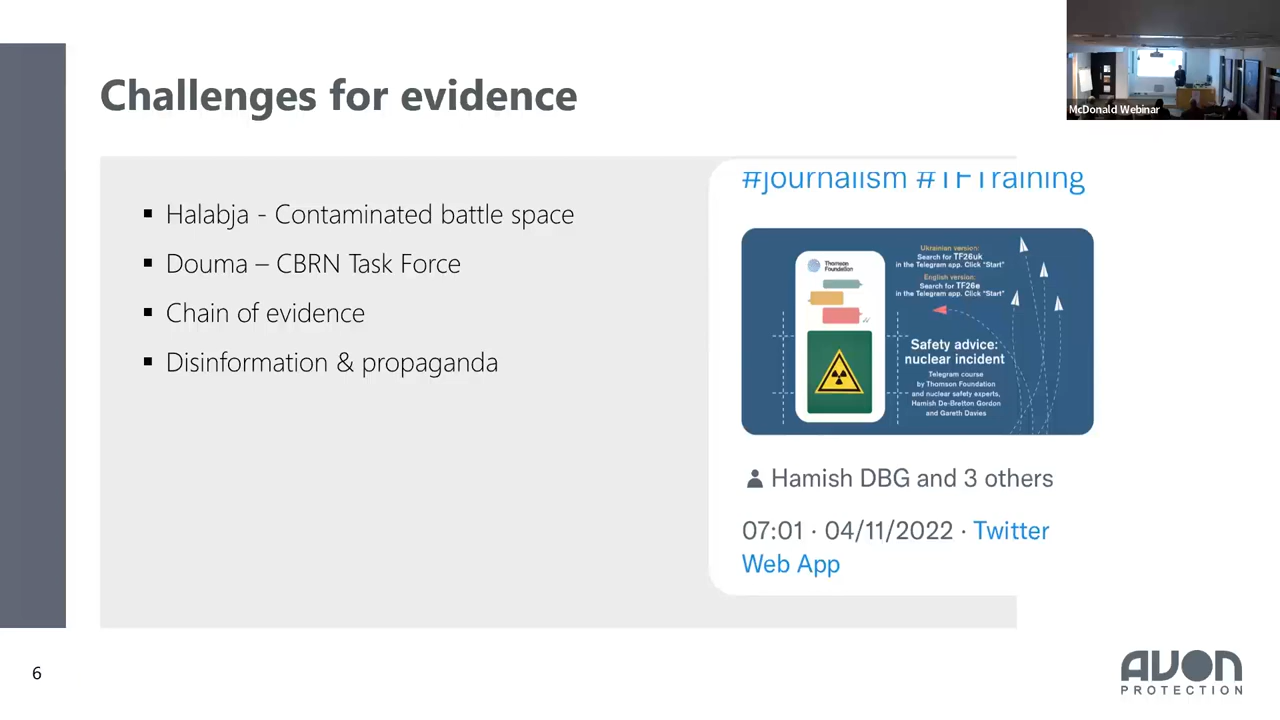 Challenges for evidence
McDonald Webinar
▪ Halabja - Contaminated battle space
▪ Douma – CBRN Task Force
▪ Chain of evidence
▪ Disinformation & propaganda
#journalism #TFTraining
Thomson
Foundation
Ukrainian version:
Search for TF26uk
in the Telegram app. Click "Start"
English version:
Search for TF26e
in the Telegram app. Click "Start"
Safety advice:
nuclear incident
Telegram course
by Thomson Foundation
and nuclear safety experts,
Hamish De-Bretton Gordon
and Gareth Davies
Hamish DBG and 3 others
07:01 · 04/11/2022 · Twitter
Web App
6
AVON
PROTECTION